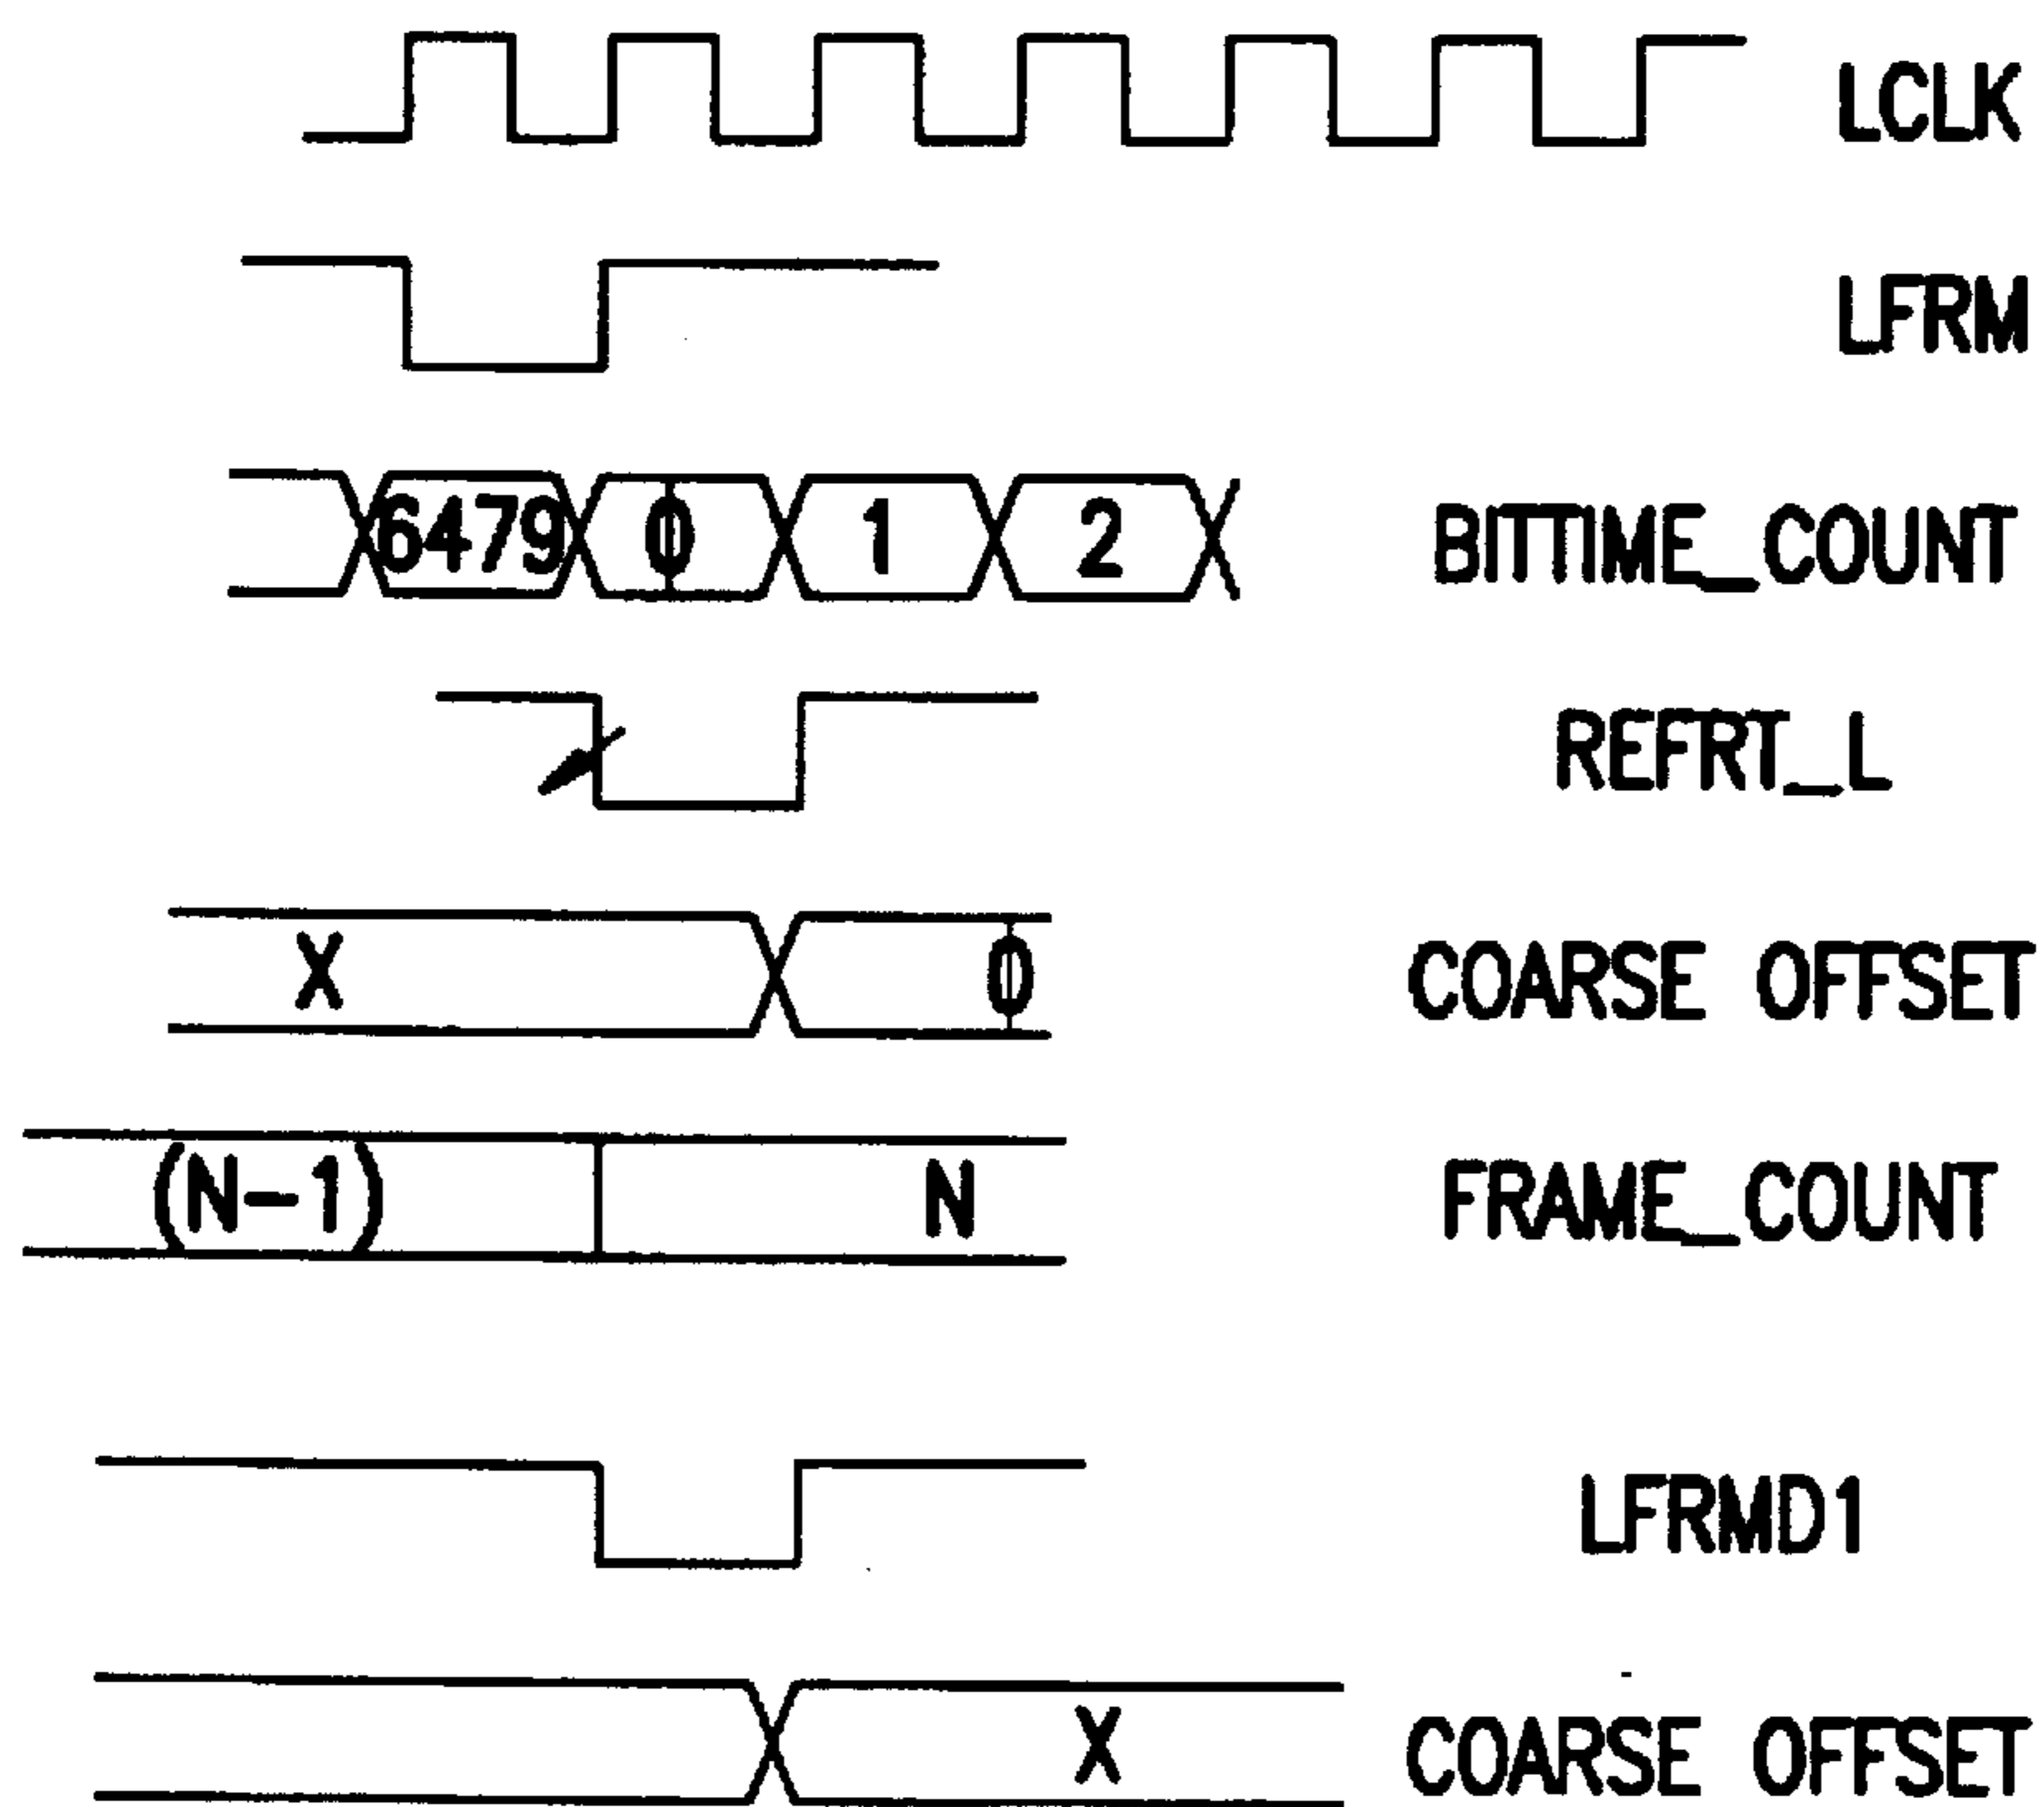 LCLK
LFRM
6479 0 1 2 BITTIME_COUNT
REFRT_L
X 0 COARSE OFFSET
(N-1) N FRAME_COUNT
LFRMD1
X COARSE OFFSET